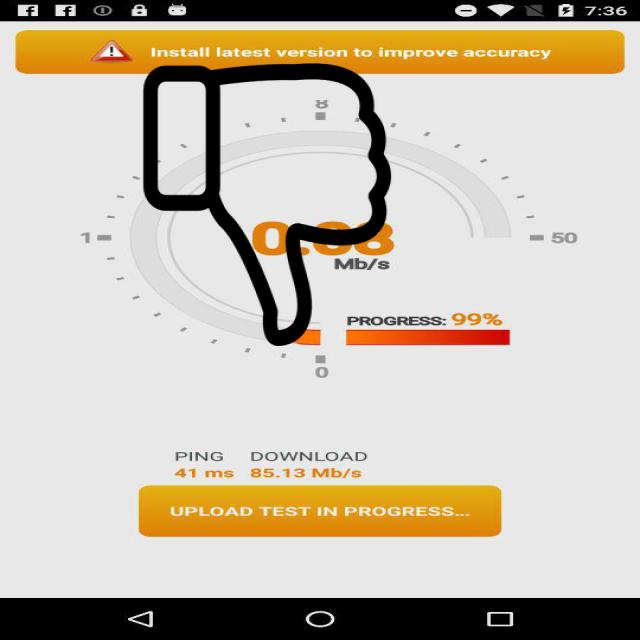 7:36
Install latest version to improve accuracy
8
1
50
0.08
Mb/s
PROGRESS: 99%
0
PING DOWNLOAD
41 ms 85.13 Mb/s
UPLOAD TEST IN PROGRESS...